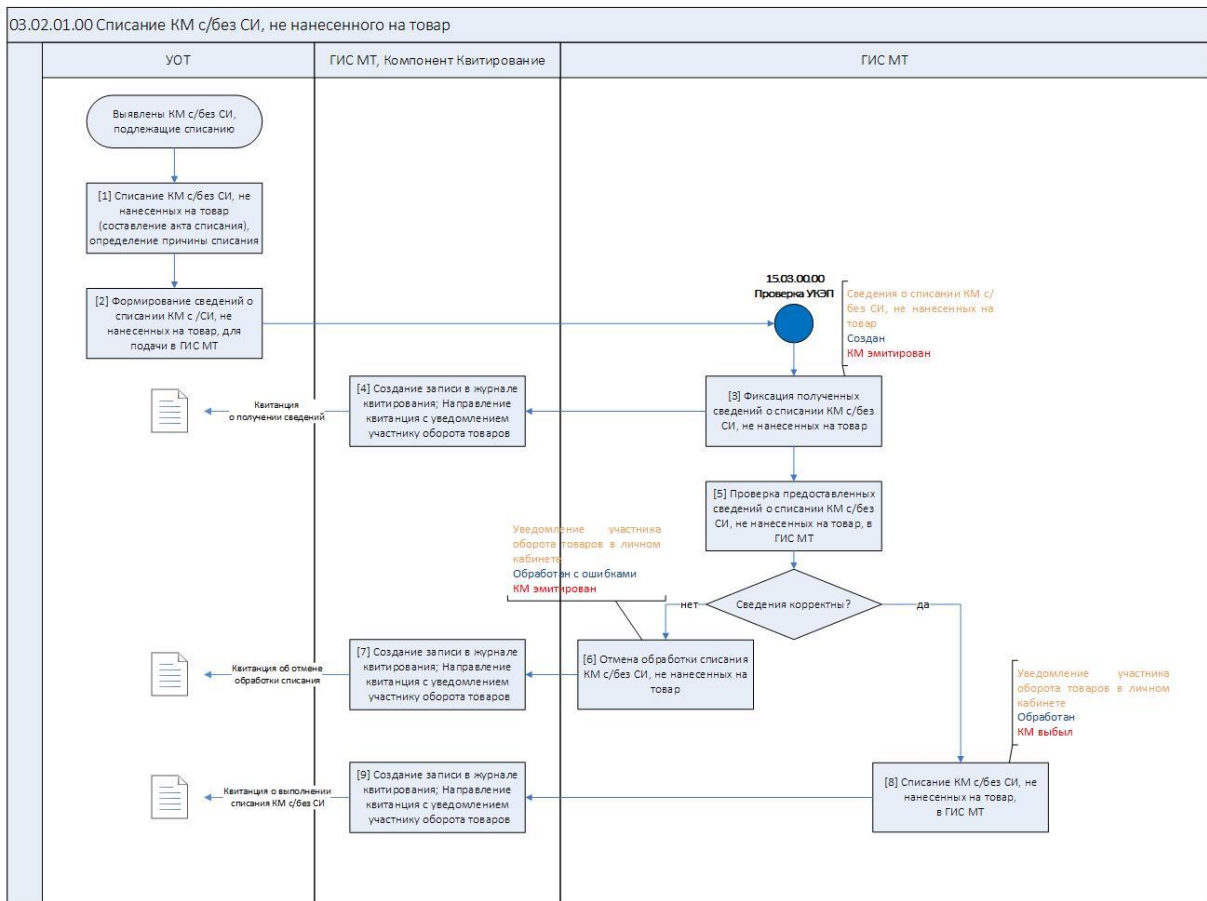 03.02.01.00 Списание КМ с/без СИ, не нанесенного на товар
УОТ
ГИС МТ, Компонент Квитирование
ГИС МТ
Выявлены КМ с/без СИ,
подлежащие списанию
[1] Списание КМ с/без СИ, не
нанесенных на товар
(составление акта списания),
определение причины списания
[2] Формирование сведений о
списании КМ с /СИ, не
нанесенных на товар, для
подачи в ГИС МТ
15.03.00.00
Проверка УКЭП
Сведения о списании КМ с/
без СИ, не нанесенных на
товар
Создан
КМ эмитирован
[3] Фиксация полученных
сведений о списании КМ с/без
СИ, не нанесенных на товар
[4] Создание записи в журнале
квитирования; Направление
квитанция с уведомлением
участнику оборота товаров
Квитанция
о получении сведений
[5] Проверка предоставленных
сведений о списании КМ с/без
СИ, не нанесенных на товар, в
ГИС МТ
Уведомление участника
оборота товаров в личном
кабинете
Обработан с ошибками
КМ эмитирован
Сведения корректны?
нет
да
[6] Отмена обработки списания
КМ с/без СИ, не нанесенных на
товар
[7] Создание записи в журнале
квитирования; Направление
квитанция с уведомлением
участнику оборота товаров
Квитанция об отмене
обработки списания
Уведомление участника
оборота товаров в личном
кабинете
Обработан
КМ выбыл
[8] Списание КМ с/без СИ, не
нанесенных на товар,
в ГИС МТ
[9] Создание записи в журнале
квитирования; Направление
квитанция с уведомлением
участнику оборота товаров
Квитанция о выполнении
списания КМ с/без СИ